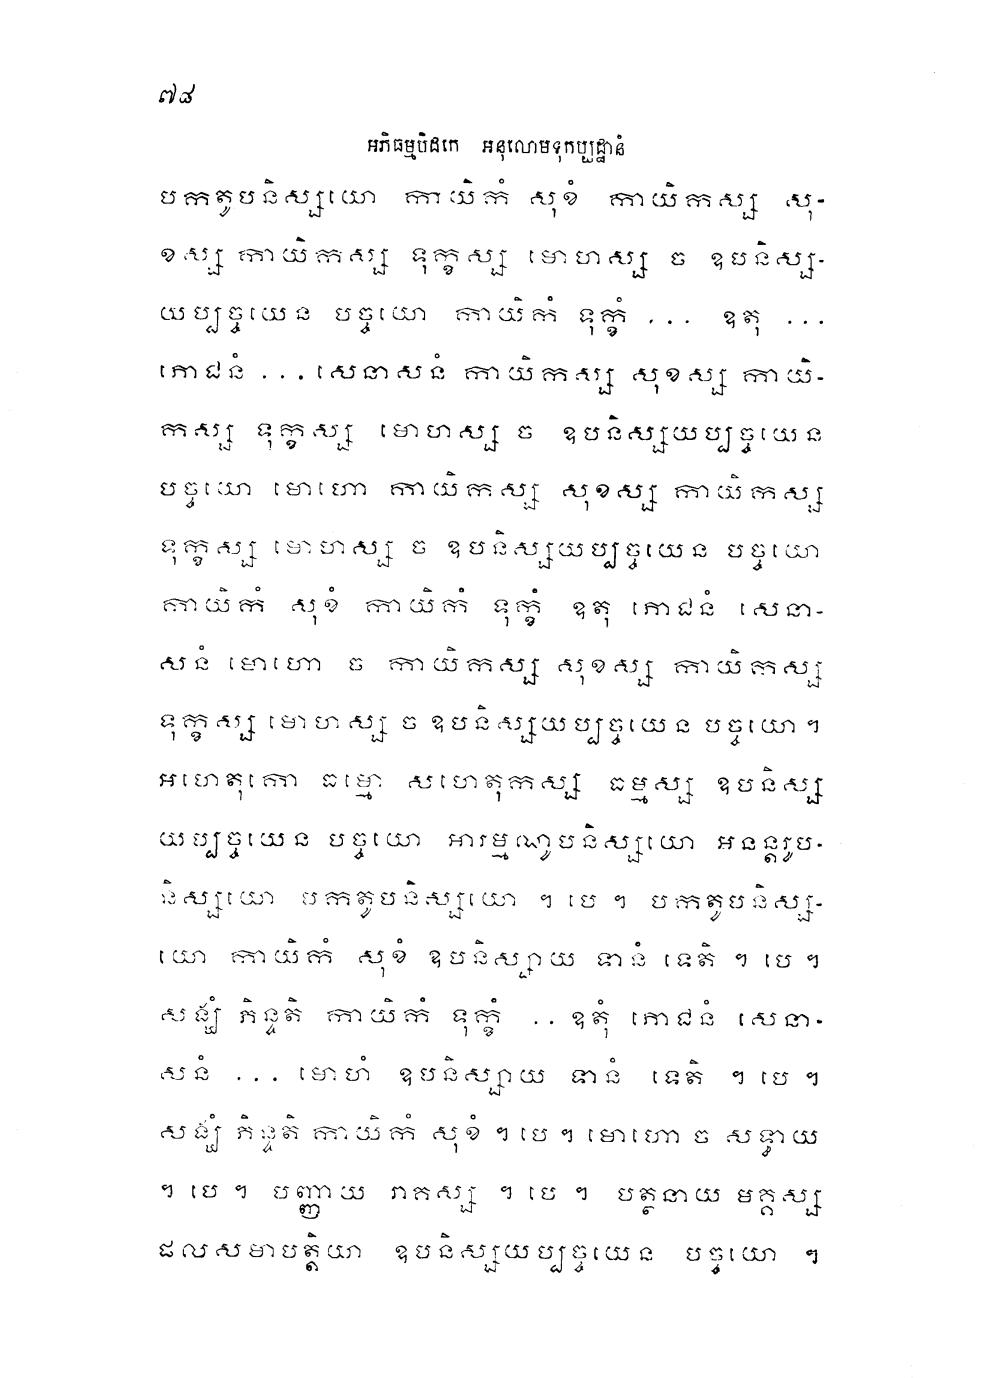 ៧៨
អភិធម្មបិដកេ អនុលោមទុកប្បដ្ឋានំ
បកតូបនិស្សយោ កាយិកំ សុខំ កាយិកស្ស សុ-
ខស្ស កាយិកស្ស ទុក្ខស្ស មោហស្ស ច ឧបនិស្ស-
យប្បច្ចយេន បច្ចយោ កាយិកំ ទុក្ខំ ... ឧតុ ...
ភោជនំ ... សេនាសនំ កាយិកស្ស សុខស្ស កាយិ-
កស្ស ទុក្ខស្ស មោហស្ស ច ឧបនិស្សយប្បច្ចយេន
បច្ចយោ មោហោ កាយិកស្ស សុខស្ស កាយិកស្ស
ទុក្ខស្ស មោហស្ស ច ឧបនិស្សយប្បច្ចយេន បច្ចយោ
កាយិកំ សុខំ កាយិកំ ទុក្ខំ ឧតុ ភោជនំ សេនា-
សនំ មោហោ ច កាយិកស្ស សុខស្ស កាយិកស្ស
ទុក្ខស្ស មោហស្ស ច ឧបនិស្សយប្បច្ចយេន បច្ចយោ ។
អហេតុកោ ធម្មោ សហេតុកស្ស ធម្មស្ស ឧបនិស្ស
យប្បច្ចយេន បច្ចយោ អារម្មណូបនិស្សយោ អនន្តរូប-
និស្សយោ បកតូបនិស្សយោ ។ បេ ។ បកតូបនិស្ស-
យោ កាយិកំ សុខំ ឧបនិស្សាយ ទានំ ទេតិ ។ បេ ។
សង្ឃំ ភិន្ទតិ កាយិកំ ទុក្ខំ .. ឧតុំ ភោជនំ សេនា-
សនំ ... មោហំ ឧបនិស្សាយ ទានំ ទេតិ ។ បេ ។
សង្ឃំ ភិន្ទតិ កាយិកំ សុខំ ។ បេ ។ មោហោ ច សទ្ធាយ
។ បេ ។ បញ្ញាយ រាគស្ស ។ បេ ។ បត្ថនាយ មគ្គស្ស
ផលសមាបត្តិយា ឧបនិស្សយប្បច្ចយេន បច្ចយោ ។